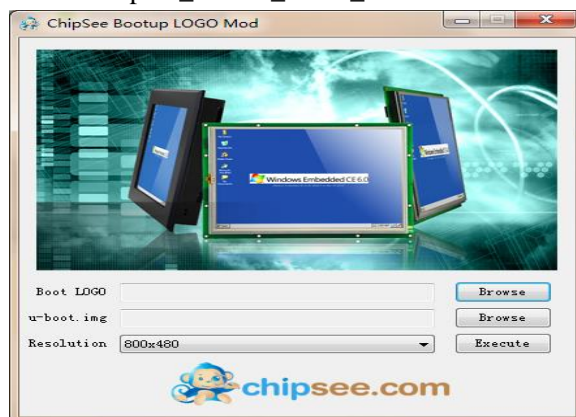 ChipSee Bootup LOGO Mod
Windows Embedded CE 6.0
Boot LOGO
Browse
u-boot.img
Browse
Resolution
800x480
Execute
chipsee.com